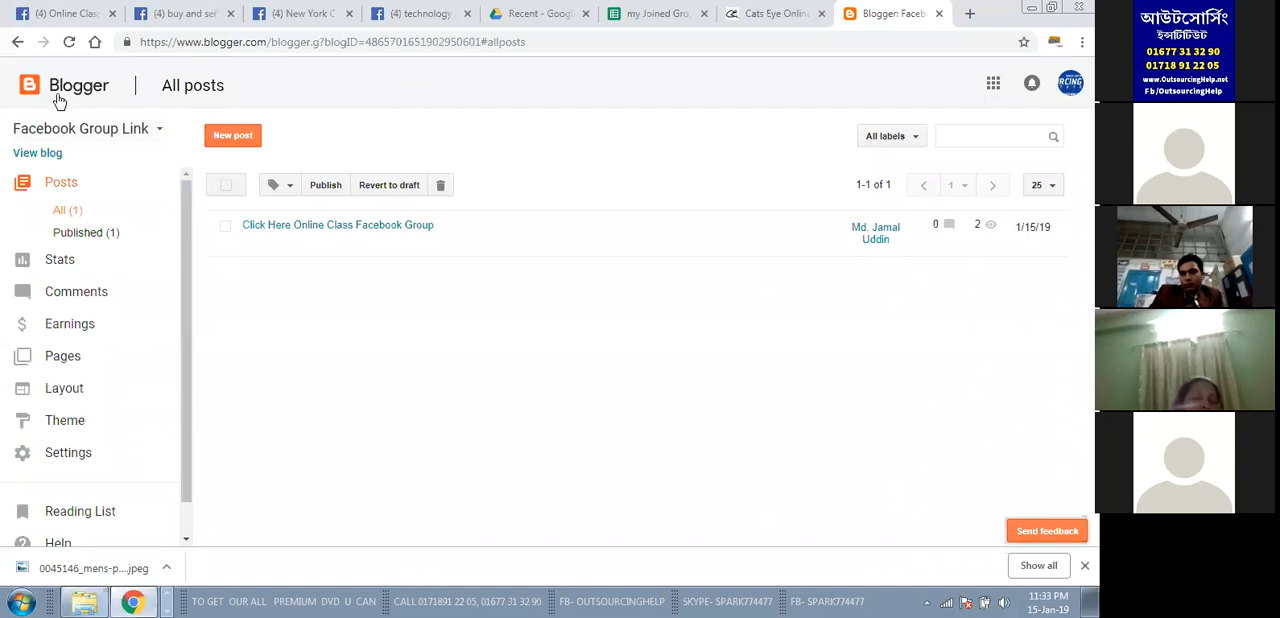 (4) Online Clas
(4) buy and sel
(4) New York C
(4) technology
Recent - Goog
my Joined Gro
Cats Eye Online
Blogger: Faceb
https://www.blogger.com/blogger.g?blogID=4865701651902950601#allposts
Blogger
All posts
Facebook Group Link
View blog
New post
All labels
Posts
All (1)
Published (1)
Publish
Revert to draft
1-1 of 1
1
25
Click Here Online Class Facebook Group
Md. Jamal
Uddin
0
2
1/15/19
Stats
Comments
Earnings
Pages
Layout
Theme
Settings
Reading List
Help
Send feedback
0045146_mens-p....jpeg
Show all
TO GET OUR ALL PREMIUM DVD U CAN
CALL 0171891 22 05, 01677 31 32 90
FB- OUTSOURCINGHELP
SKYPE- SPARK774477
FB- SPARK774477
11:33 PM
15-Jan-19
আউটসোর্সিং
ইন্সটিটিউট
01677 31 32 90
01718 91 22 05
www.OutsourcingHelp.net
Fb/OutsourcingHelp
RCING